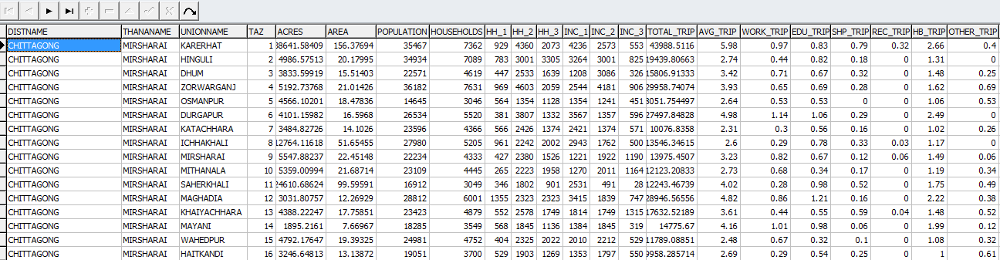 DISTNAME THANANAME UNIONNAME TAZ ACRES AREA POPULATION HOUSEHOLDS HH_1 HH_2 HH_3 INC_1 INC_2 INC_3 TOTAL_TRIP AVG_TRIP WORK_TRIP EDU_TRIP SHP_TRIP REC_TRIP HB_TRIP OTHER_TRIP
CHITTAGONG MIRSHARAI KARERHAT 1 38641.58409 156.37694 35467 7362 929 4360 2073 4236 2573 553 43988.5116 5.98 0.97 0.83 0.79 0.32 2.66 0.4
CHITTAGONG MIRSHARAI HINGULI 2 4986.57513 20.17995 34934 7089 783 3001 3305 3264 3001 825 19439.80663 2.74 0.44 0.82 0.18 0 1.31 0
CHITTAGONG MIRSHARAI DHUM 3 3833.59919 15.51403 22571 4619 447 2533 1639 1208 3086 326 15806.91333 3.42 0.71 0.67 0.32 0 1.48 0.25
CHITTAGONG MIRSHARAI ZORWARGANJ 4 5192.73768 21.01426 36182 7631 969 4603 2059 2544 4181 906 29958.74074 3.93 0.65 0.69 0.28 0 1.62 0.69
CHITTAGONG MIRSHARAI OSMANPUR 5 4566.10201 18.47836 14645 3046 564 1354 1128 1354 1241 451 8051.754497 2.64 0.53 0.53 0 0 1.06 0.53
CHITTAGONG MIRSHARAI DURGAPUR 6 4101.15982 16.5968 26534 5520 381 3807 1332 3567 1357 596 27497.84828 4.98 1.14 1.06 0.29 0 2.49 0
CHITTAGONG MIRSHARAI KATACHHARA 7 3484.82726 14.1026 23596 4366 566 2426 1374 2421 1374 571 10076.8358 2.31 0.3 0.56 0.16 0 1.02 0.26
CHITTAGONG MIRSHARAI ICHHAKHALI 8 12764.11618 51.65455 27980 5205 961 2242 2002 2943 1762 500 13546.34615 2.6 0.29 0.78 0.33 0.03 1.17 0
CHITTAGONG MIRSHARAI MIRSHARAI 9 5547.88237 22.45148 22234 4333 427 2380 1526 1221 1922 1190 13975.4507 3.23 0.82 0.67 0.12 0.06 1.49 0.06
CHITTAGONG MIRSHARAI MITHANALA 10 5359.00994 21.68714 23109 4445 265 2223 1958 1270 2011 1164 12123.20833 2.73 0.68 0.34 0.17 0 1.19 0.34
CHITTAGONG MIRSHARAI SAHERKHALI 11 24610.68624 99.59591 16912 3049 346 1802 901 2531 491 28 12243.46739 4.02 0.28 0.98 0.52 0 1.75 0.49
CHITTAGONG MIRSHARAI MAGHADIA 12 3031.80757 12.26929 28812 6001 1355 2323 2323 3415 1839 747 28946.56556 4.82 0.86 1.21 0.16 0 2.22 0.38
CHITTAGONG MIRSHARAI KHAIYACHHARA 13 4388.22247 17.75851 23423 4879 552 2578 1749 1814 1749 1315 17632.52189 3.61 0.44 0.55 0.59 0.04 1.48 0.52
CHITTAGONG MIRSHARAI MAYANI 14 1895.2161 7.66967 18285 3549 568 1845 1136 1384 1845 319 14775.67 4.16 1.01 0.98 0.06 0 1.99 0.12
CHITTAGONG MIRSHARAI WAHEDPUR 15 4792.17647 19.39325 24981 4752 404 2325 2022 2010 2212 529 11789.08851 2.48 0.67 0.32 0.1 0 1.08 0.32
CHITTAGONG MIRSHARAI HAITKANDI 16 3246.64813 13.13872 19051 3700 529 1903 1269 1353 1797 550 9958.285714 2.69 0.29 0.54 0.25 0 1 0.61